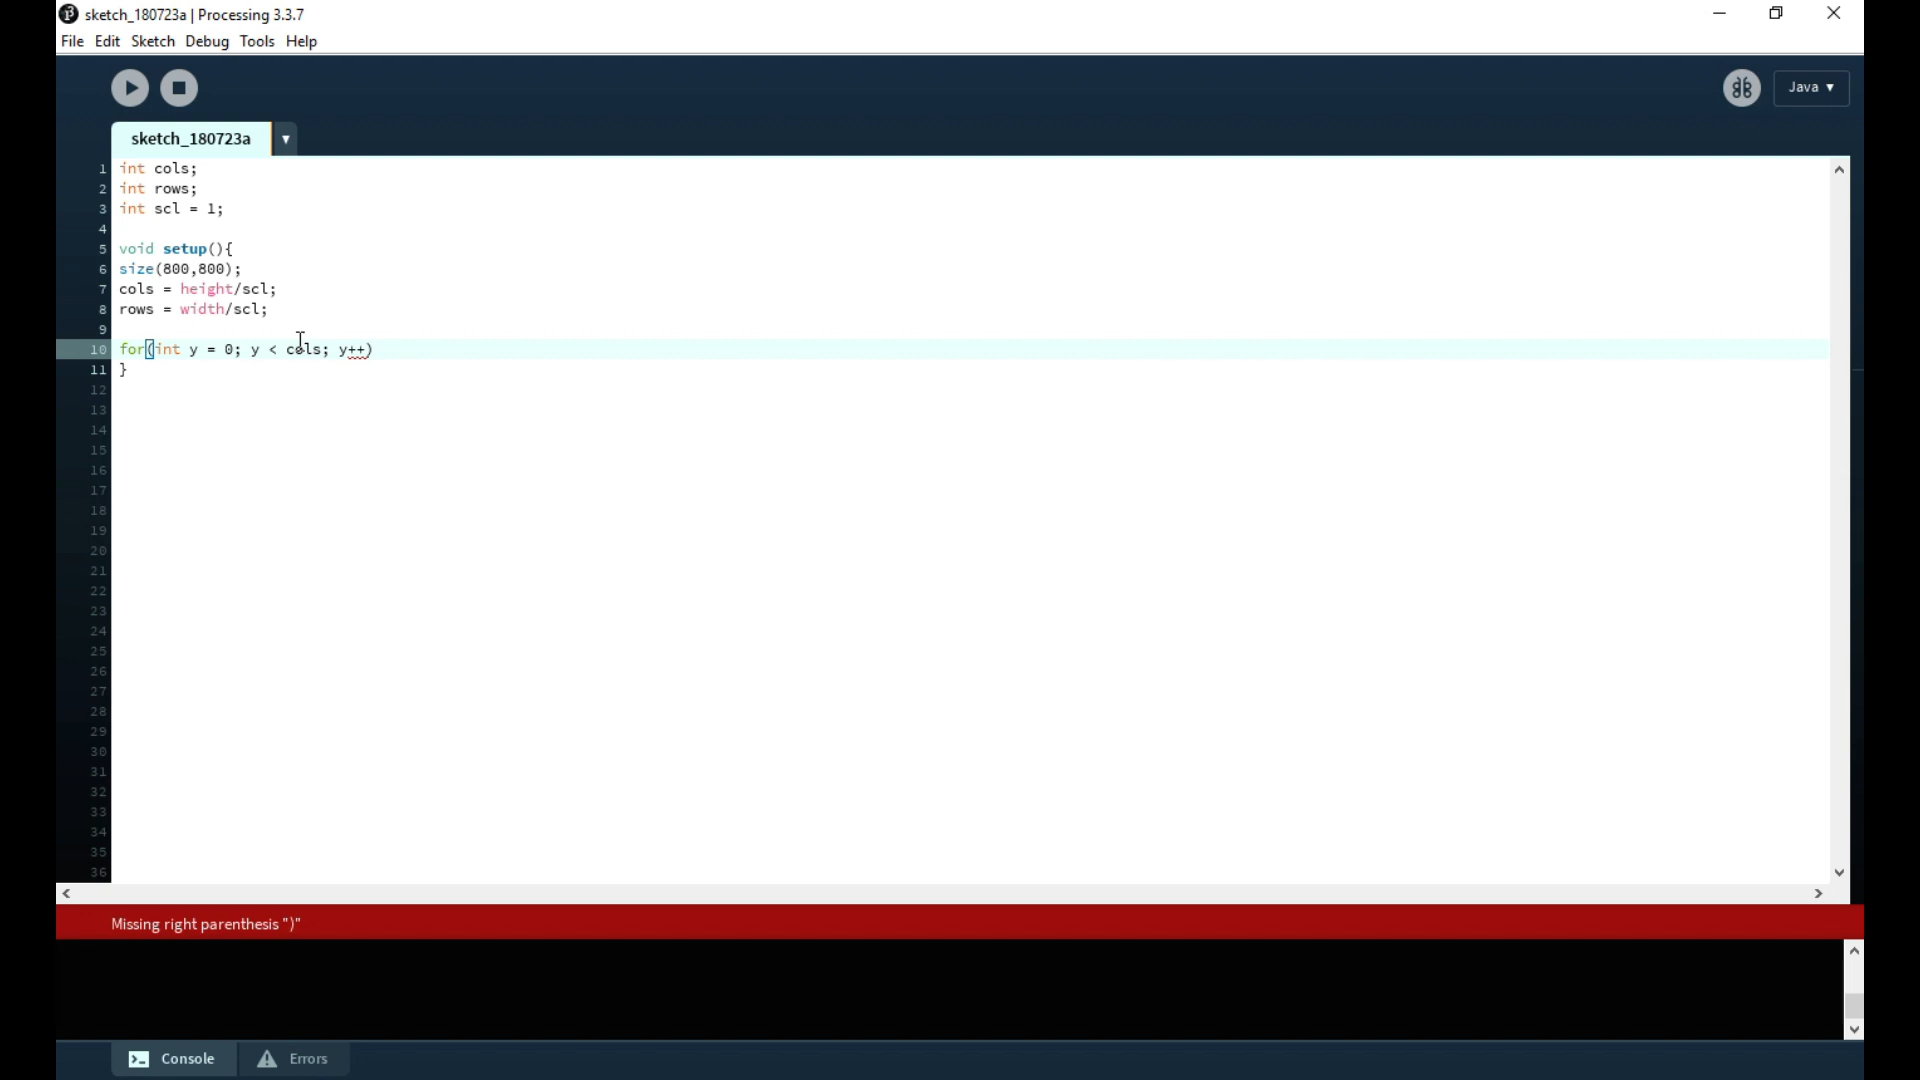 sketch_180723a | Processing 3.3.7
File Edit Sketch Debug Tools Help
Java ▾
sketch_180723a ▾
1 int cols;
2 int rows;
3 int scl = 1;
4
5 void setup(){
6 size(800,800);
7 cols = height/scl;
8 rows = width/scl;
9
10 for(int y = 0; y < cols; y++)
11 }
12
13
14
15
16
17
18
19
20
21
22
23
24
25
26
27
28
29
30
31
32
33
34
35
36
Missing right parenthesis ")"
Console Errors